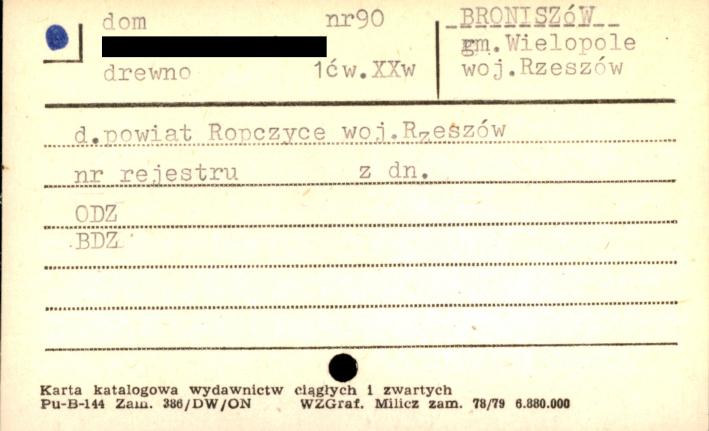 dom nr90 BRONISZÓW
gm.Wielopole
drewno 1ćw.XXw woj.Rzeszów
d.powiat Ropczyce woj.Rzeszów
nr rejestru z dn.
ODZ
BDZ
Karta katalogowa wydawnictw ciągłych i zwartych
Pu-B-144 Zam. 386/DW/ON WZGraf. Milicz zam. 78/79 6.880.000